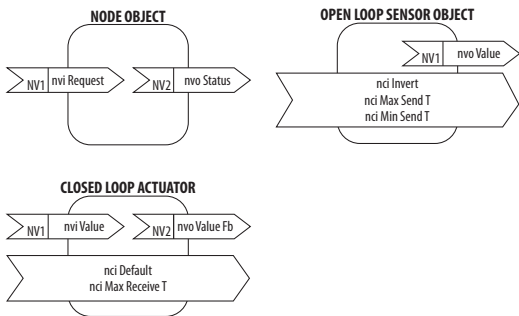 NODE OBJECT
NV1 nvi Request
NV2 nvo Status
OPEN LOOP SENSOR OBJECT
NV1 nvo Value
nci Invert
nci Max Send T
nci Min Send T
CLOSED LOOP ACTUATOR
NV1 nvi Value
NV2 nvo Value Fb
nci Default
nci Max Receive T